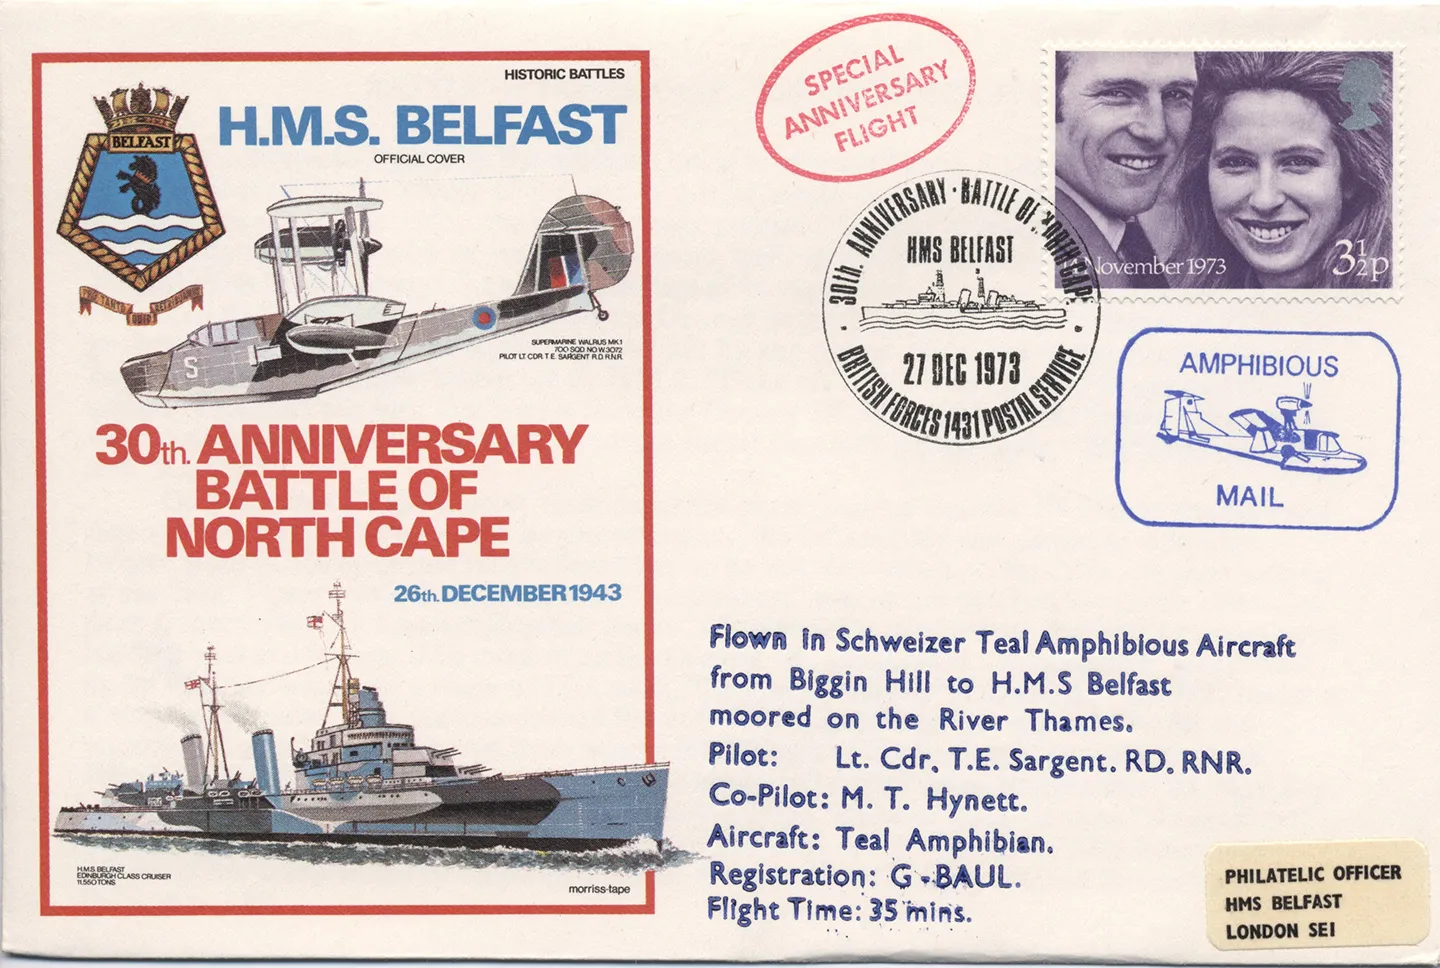 HISTORIC BATTLES
H.M.S. BELFAST
OFFICIAL COVER
BELFAST
SUPERMARINE WALRUS MK1
700 SQD NO W3072
PILOT LT. CDR T. E. SARGENT R.D. R.N.R.
S
30th. ANNIVERSARY
BATTLE OF
NORTH CAPE
26th. DECEMBER 1943
H.M.S BELFAST
EDINBURGH CLASS CRUISER
11,550 TONS
morriss-tape
SPECIAL
ANNIVERSARY
FLIGHT
30th. ANNIVERSARY · BATTLE OF NORTH CAPE
HMS BELFAST
27 DEC 1973
BRITISH FORCES 1431 POSTAL SERVICE
November 1973
3½p
AMPHIBIOUS
MAIL
Flown in Schweizer Teal Amphibious Aircraft
from Biggin Hill to H.M.S Belfast
moored on the River Thames.
Pilot: Lt. Cdr. T.E. Sargent. RD. RNR.
Co-Pilot: M. T. Hynett.
Aircraft: Teal Amphibian.
Registration: G-BAUL.
Flight Time: 35 mins.
PHILATELIC OFFICER
HMS BELFAST
LONDON SE1